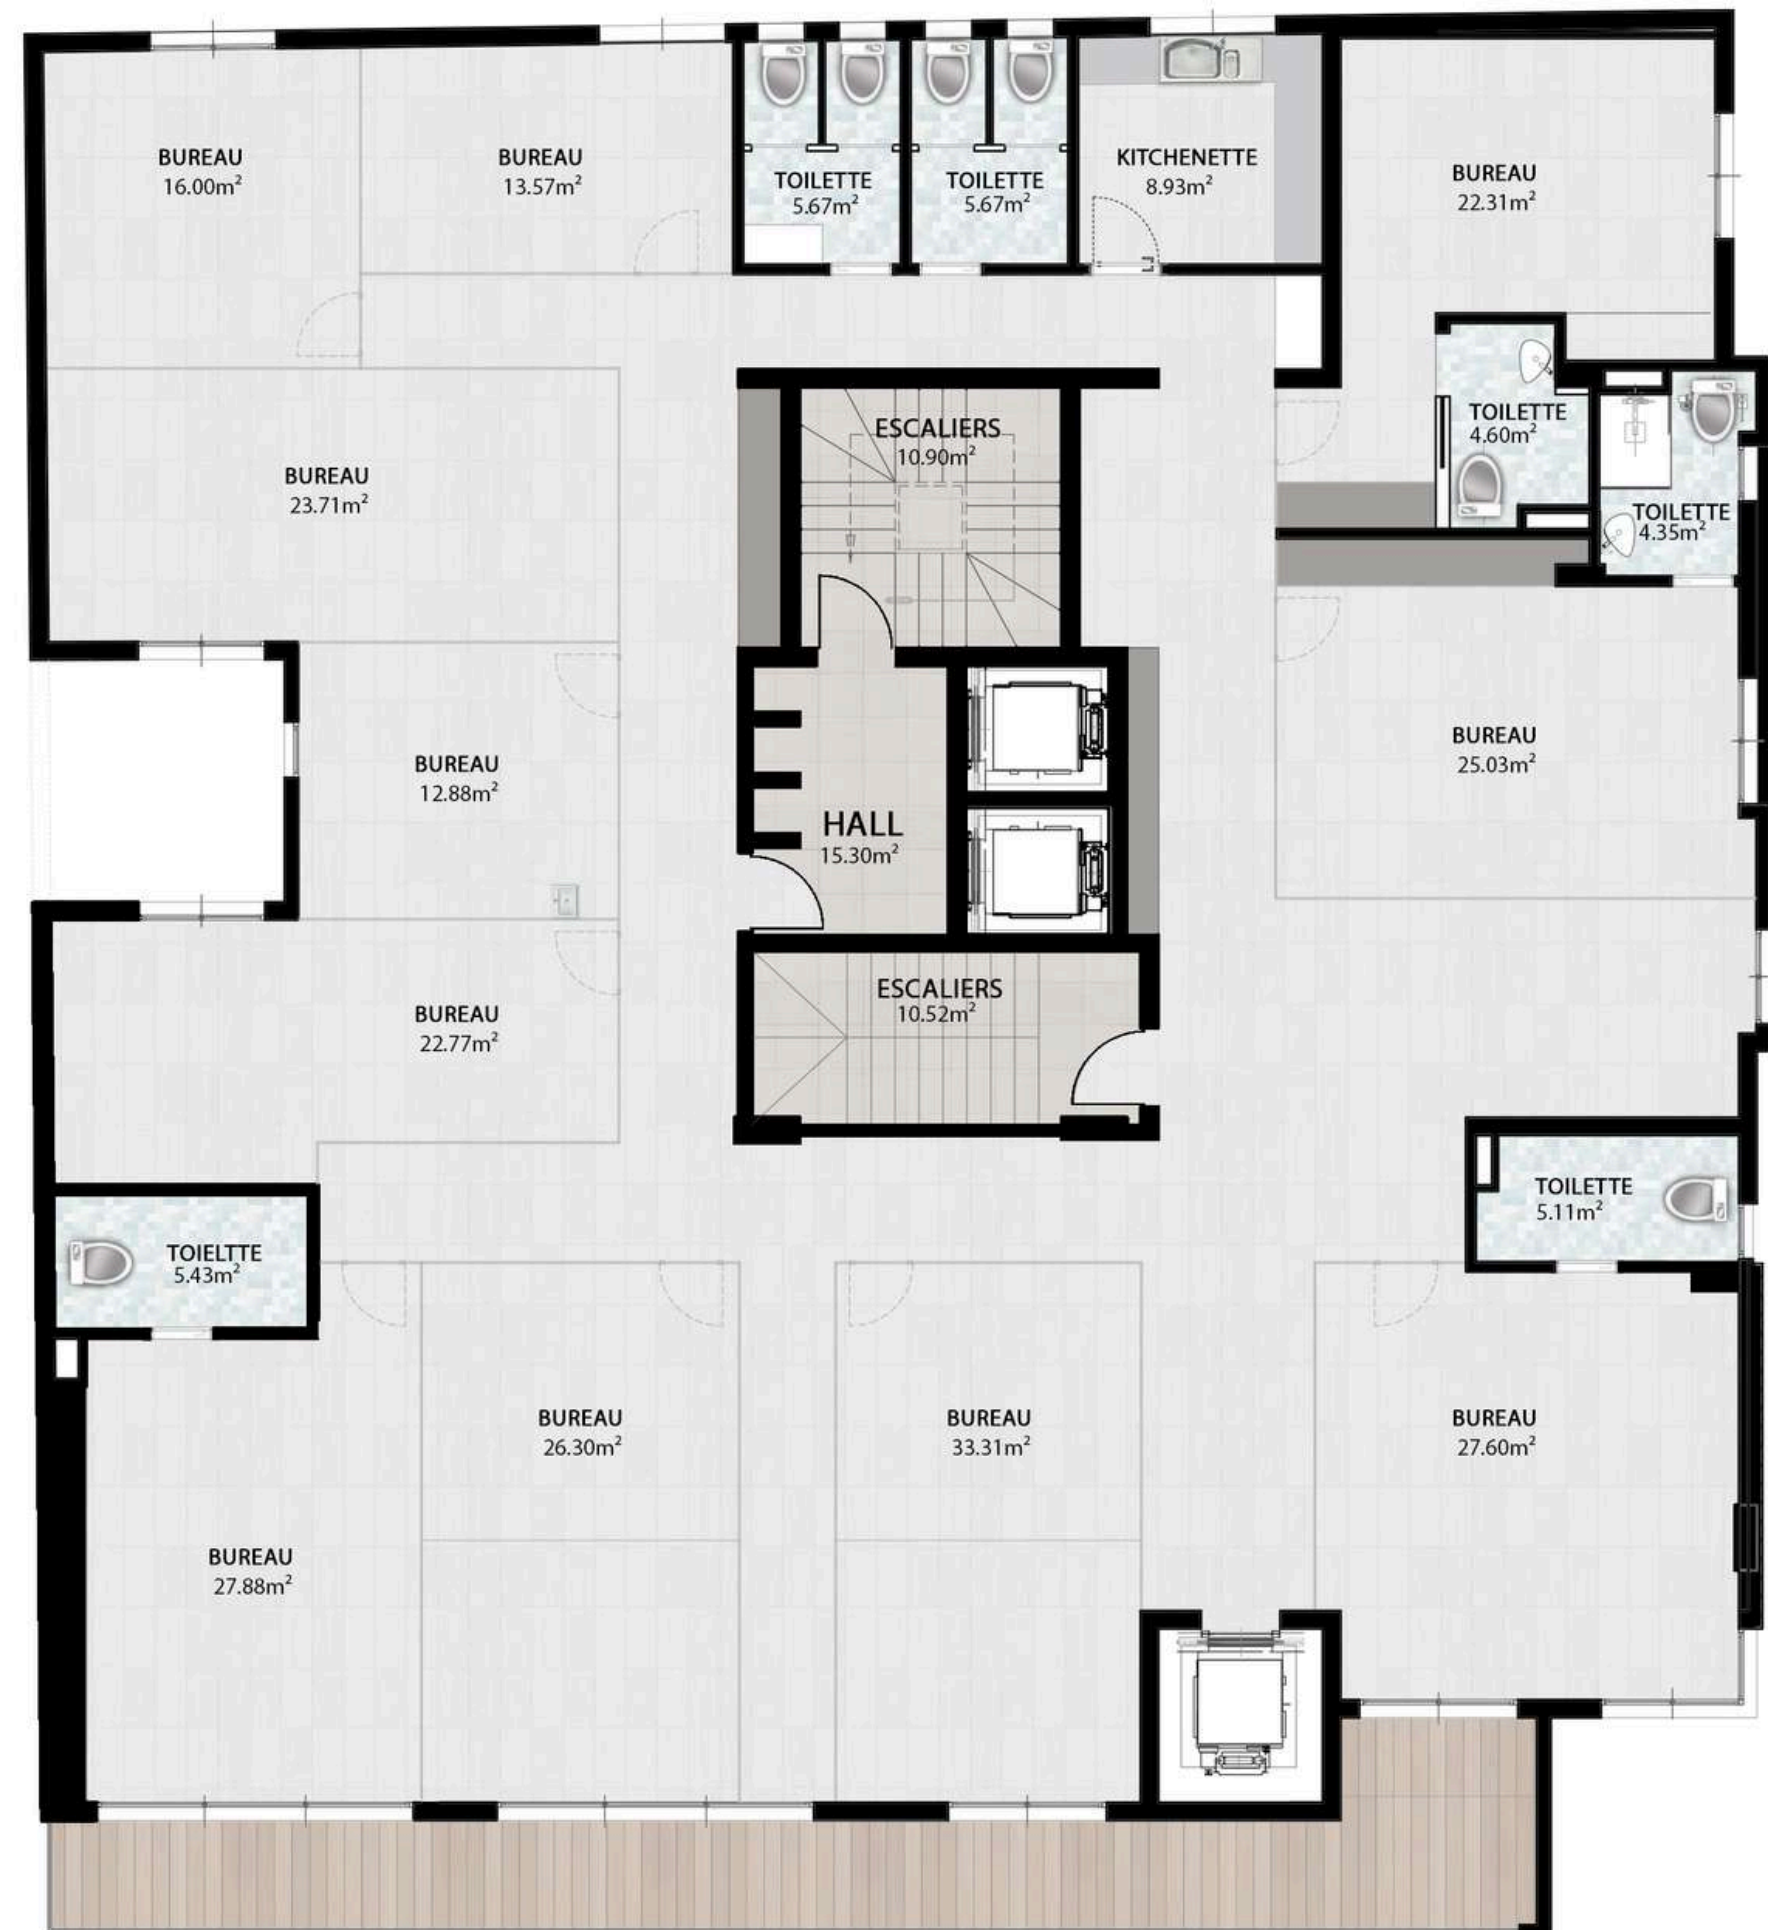 BUREAU
16.00m²
BUREAU
13.57m²
TOILETTE
5.67m²
TOILETTE
5.67m²
KITCHENETTE
8.93m²
BUREAU
22.31m²
TOILETTE
4.60m²
TOILETTE
4.35m²
ESCALIERS
10.90m²
BUREAU
23.71m²
BUREAU
12.88m²
HALL
15.30m²
BUREAU
25.03m²
BUREAU
22.77m²
ESCALIERS
10.52m²
TOILETTE
5.11m²
TOIELTTE
5.43m²
BUREAU
26.30m²
BUREAU
33.31m²
BUREAU
27.60m²
BUREAU
27.88m²